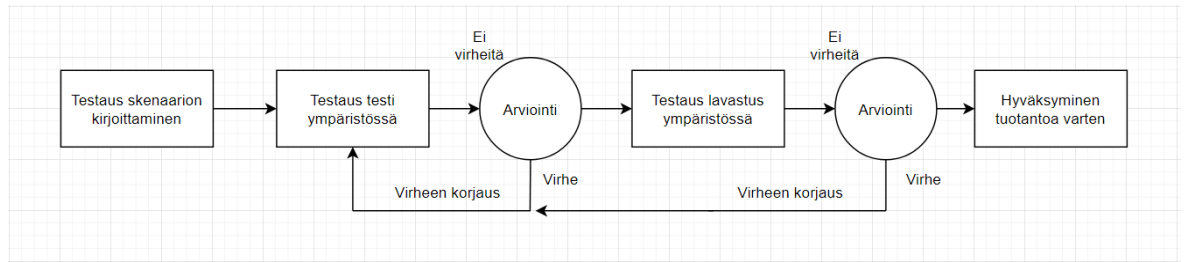 Testaus skenaarion
kirjoittaminen
Testaus testi
ympäristössä
Ei
virheitä
Arviointi
Virhe
Virheen korjaus
Testaus lavastus
ympäristössä
Ei
virheitä
Arviointi
Virhe
Virheen korjaus
Hyväksyminen
tuotantoa varten